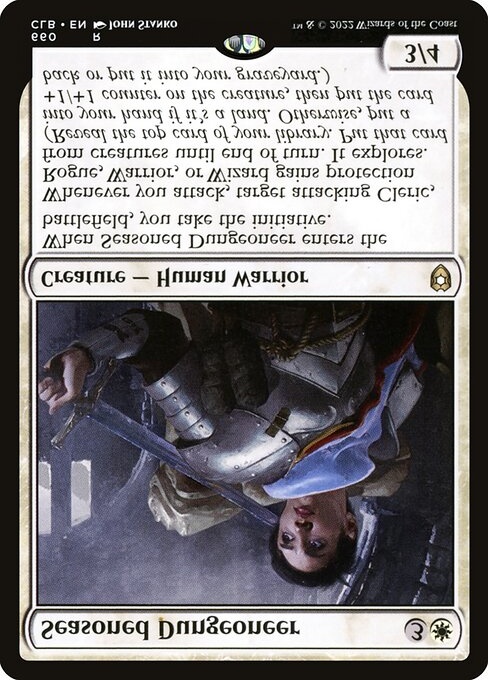 Seasoned Dungeoneer
3
Creature — Human Warrior
When Seasoned Dungeoneer enters the
battlefield, you take the initiative.
Whenever you attack, target attacking Cleric,
Rogue, Warrior, or Wizard gains protection
from creatures until end of turn. It explores.
(Reveal the top card of your library. Put that card
into your hand if it's a land. Otherwise, put a
+1/+1 counter on the creature, then put the card
back or put it into your graveyard.)
3/4
660 R
CLB • EN John Stanko
™ & © 2022 Wizards of the Coast